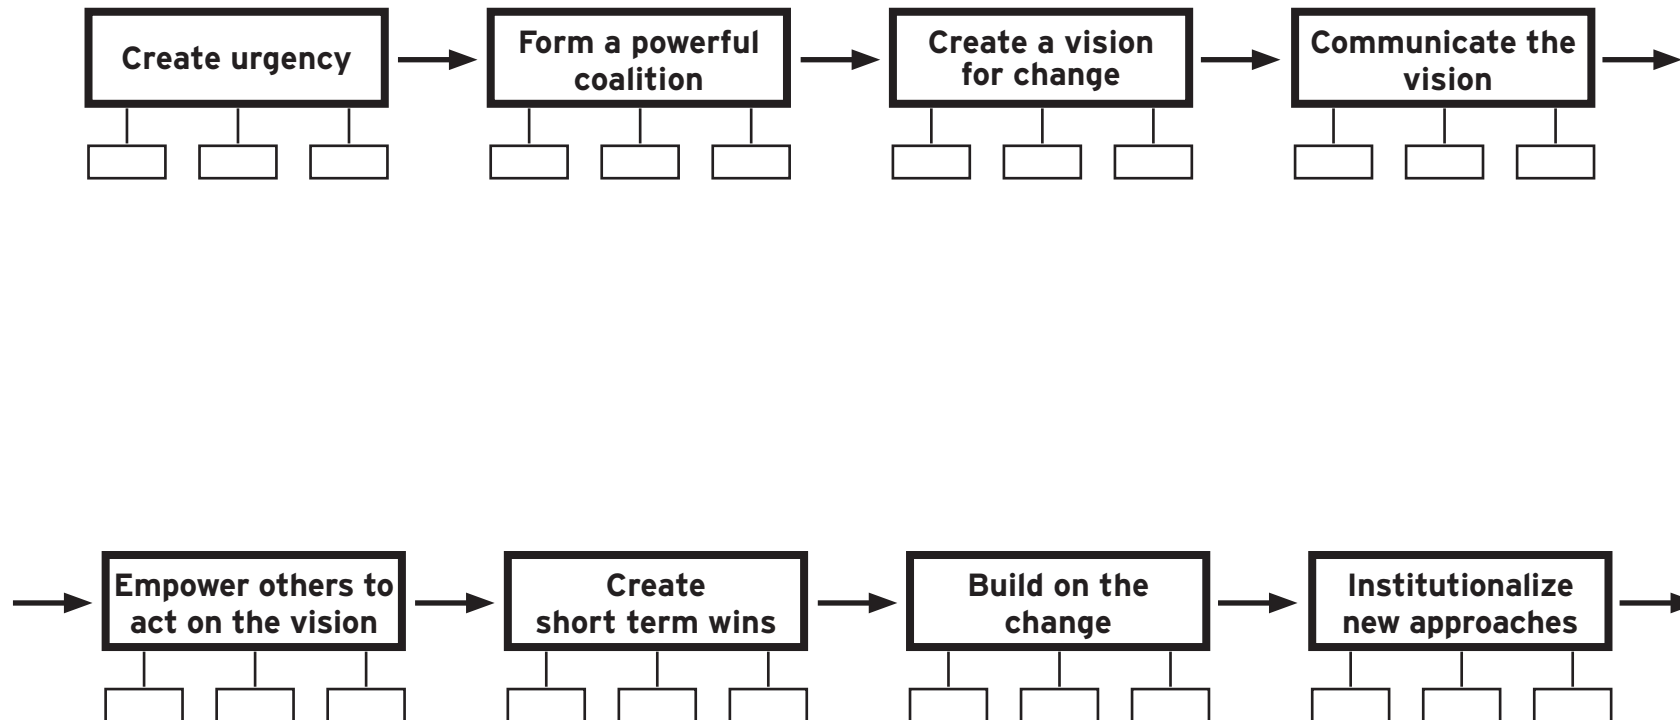 Create urgency
Form a powerful
coalition
Create a vision
for change
Communicate the
vision
Empower others to
act on the vision
Create
short term wins
Build on the
change
Institutionalize
new approaches